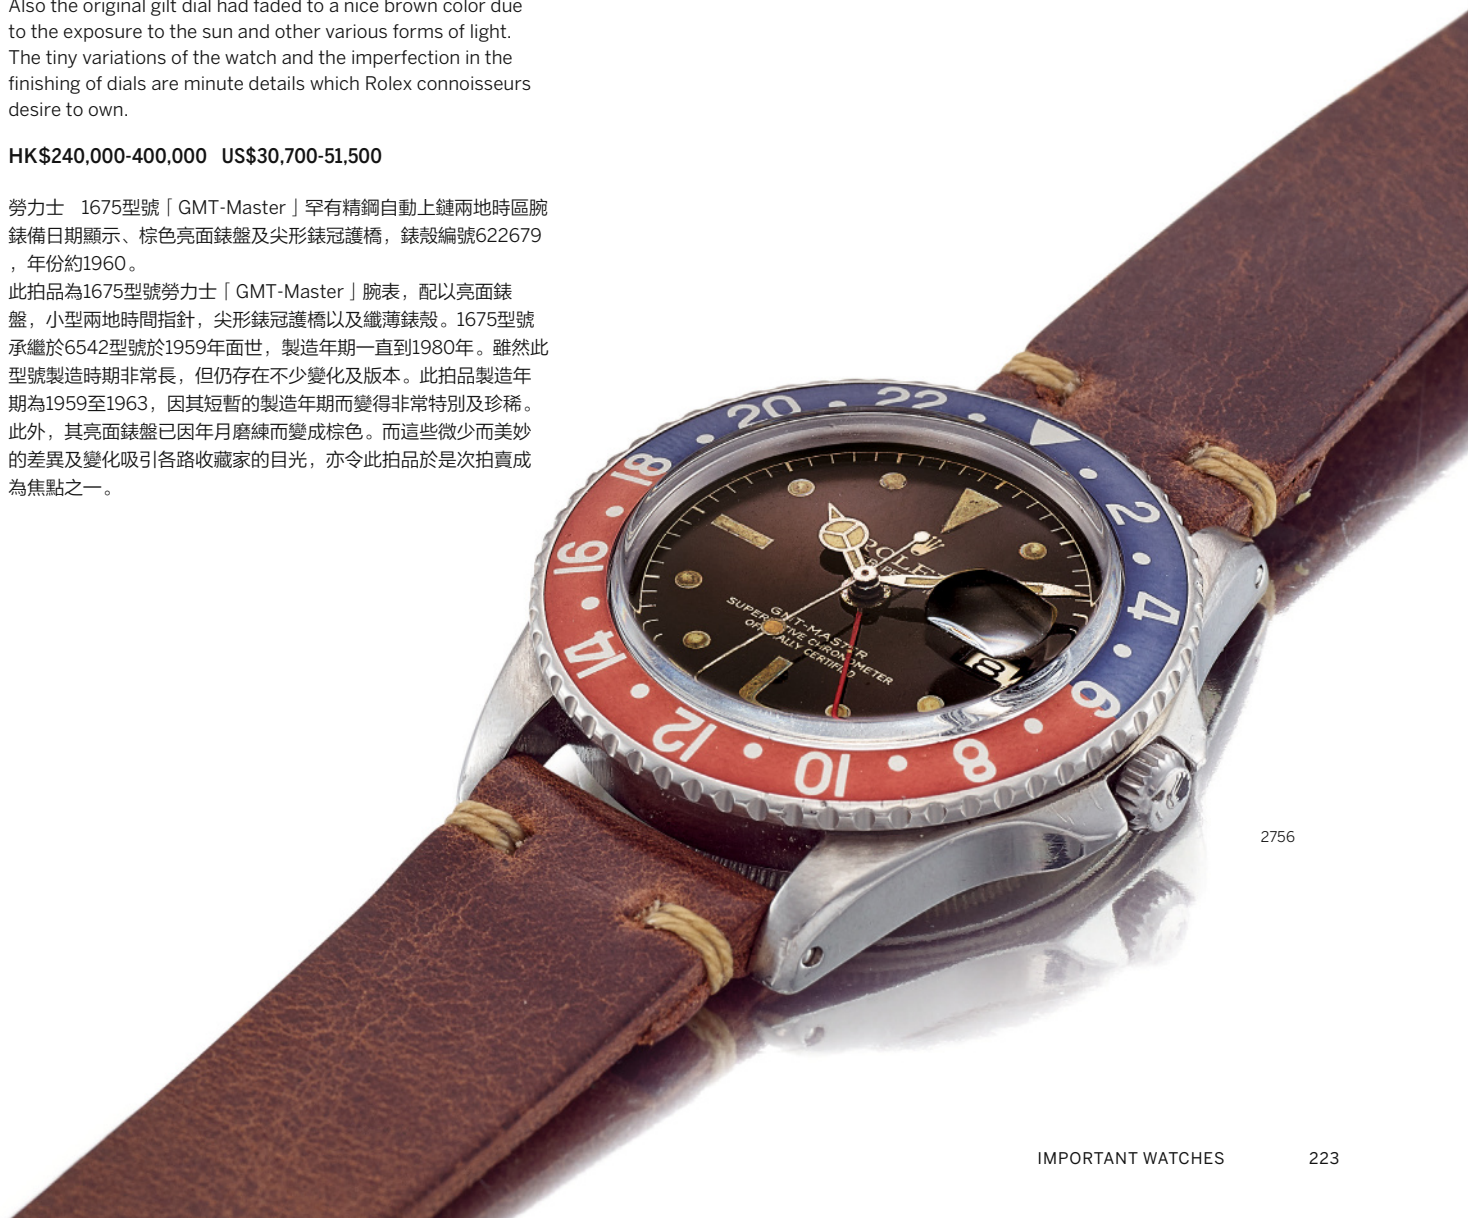 Also the original gilt dial had faded to a nice brown color due
to the exposure to the sun and other various forms of light.
The tiny variations of the watch and the imperfection in the
finishing of dials are minute details which Rolex connoisseurs
desire to own.
HK$240,000-400,000 US$30,700-51,500
勞力士　1675型號「GMT-Master」罕有精鋼自動上鏈兩地時區腕
錶備日期顯示、棕色亮面錶盤及尖形錶冠護橋，錶殼編號622679
，年份約1960。
此拍品為1675型號勞力士「GMT-Master」腕表，配以亮面錶
盤，小型兩地時間指針，尖形錶冠護橋以及纖薄錶殼。1675型號
承繼於6542型號於1959年面世，製造年期一直到1980年。雖然此
型號製造時期非常長，但仍存在不少變化及版本。此拍品製造年
期為1959至1963，因其短暫的製造年期而變得非常特別及珍稀。
此外，其亮面錶盤已因年月磨練而變成棕色。而這些微少而美妙
的差異及變化吸引各路收藏家的目光，亦令此拍品於是次拍賣成
為焦點之一。
20 22
18 2
16 4
14 6
12 10 8
ROLEX
8
GMT-MASTER
SUPERLATIVE CHRONOMETER
OFFICIALLY CERTIFIED
2756
IMPORTANT WATCHES 223